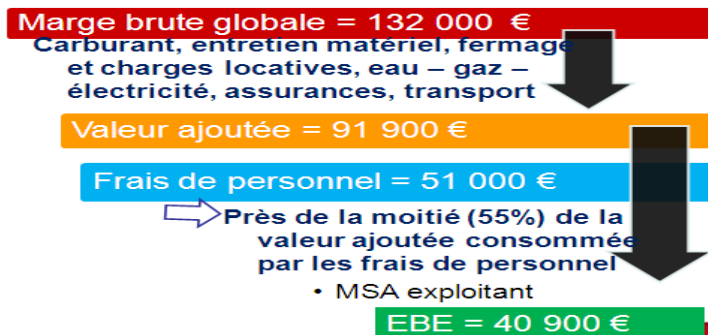 Marge brute globale = 132 000 €
Carburant, entretien matériel, fermage
et charges locatives, eau – gaz –
électricité, assurances, transport
Valeur ajoutée = 91 900 €
Frais de personnel = 51 000 €
Près de la moitié (55%) de la
valeur ajoutée consommée
par les frais de personnel
• MSA exploitant
EBE = 40 900 €